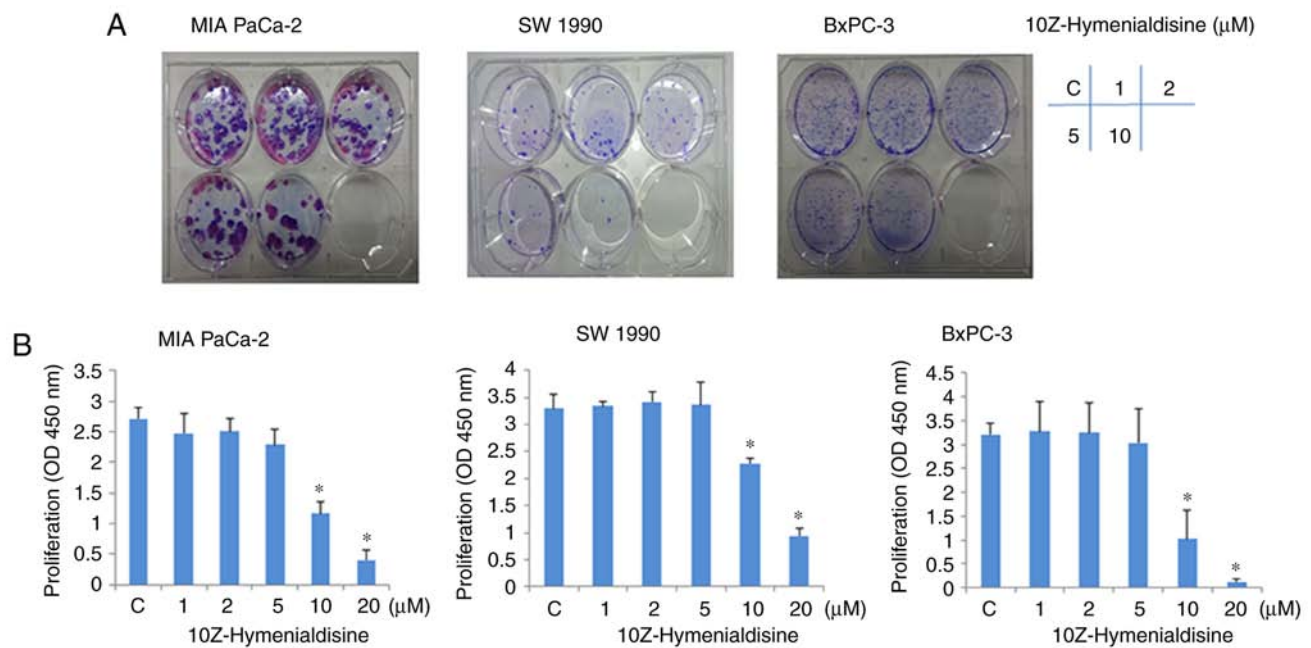 A
MIA PaCa-2
SW 1990
BxPC-3
10Z-Hymenialdisine (μM)
C 1 2
5 10
B
MIA PaCa-2
Proliferation (OD 450 nm)
3.5
3
2.5
2
1.5
1
0.5
0
*
*
C 1 2 5 10 20 (μM)
10Z-Hymenialdisine
SW 1990
Proliferation (OD 450 nm)
4
3.5
3
2.5
2
1.5
1
0.5
0
*
*
C 1 2 5 10 20 (μM)
10Z-Hymenialdisine
BxPC-3
Proliferation (OD 450 nm)
4.5
4
3.5
3
2.5
2
1.5
1
0.5
0
*
*
C 1 2 5 10 20 (μM)
10Z-Hymenialdisine